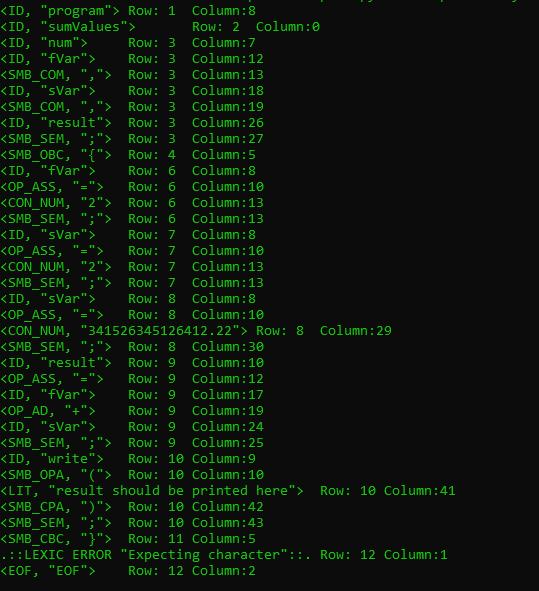 <ID, "program"> Row: 1  Column:8
<ID, "sumValues">       Row: 2  Column:0
<ID, "num">     Row: 3  Column:7
<ID, "fVar">    Row: 3  Column:12
<SMB_COM, ",">  Row: 3  Column:13
<ID, "sVar">    Row: 3  Column:18
<SMB_COM, ",">  Row: 3  Column:19
<ID, "result">  Row: 3  Column:26
<SMB_SEM, ";">  Row: 3  Column:27
<SMB_OBC, "{">  Row: 4  Column:5
<ID, "fVar">    Row: 6  Column:8
<OP_ASS, "=">   Row: 6  Column:10
<CON_NUM, "2">  Row: 6  Column:13
<SMB_SEM, ";">  Row: 6  Column:13
<ID, "sVar">    Row: 7  Column:8
<OP_ASS, "=">   Row: 7  Column:10
<CON_NUM, "2">  Row: 7  Column:13
<SMB_SEM, ";">  Row: 7  Column:13
<ID, "sVar">    Row: 8  Column:8
<OP_ASS, "=">   Row: 8  Column:10
<CON_NUM, "341526345126412.22"> Row: 8  Column:29
<SMB_SEM, ";">  Row: 8  Column:30
<ID, "result">  Row: 9  Column:10
<OP_ASS, "=">   Row: 9  Column:12
<ID, "fVar">    Row: 9  Column:17
<OP_AD, "+">    Row: 9  Column:19
<ID, "sVar">    Row: 9  Column:24
<SMB_SEM, ";">  Row: 9  Column:25
<ID, "write">   Row: 10 Column:9
<SMB_OPA, "(">  Row: 10 Column:10
<LIT, "result should be printed here">  Row: 10 Column:41
<SMB_CPA, ")">  Row: 10 Column:42
<SMB_SEM, ";">  Row: 10 Column:43
<SMB_CBC, "}">  Row: 11 Column:5
.::LEXIC ERROR "Expecting character"::. Row: 12 Column:1
<EOF, "EOF">    Row: 12 Column:2